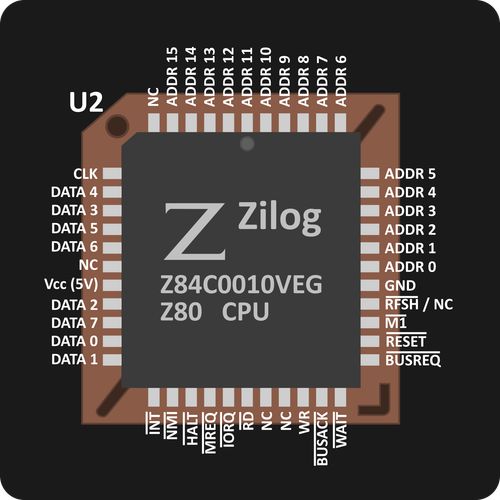 U2
NC
ADDR 15
ADDR 14
ADDR 13
ADDR 12
ADDR 11
ADDR 10
ADDR 9
ADDR 8
ADDR 7
ADDR 6
CLK
DATA 4
DATA 3
DATA 5
DATA 6
NC
Vcc (5V)
DATA 2
DATA 7
DATA 0
DATA 1
Z Zilog
Z84C0010VEG
Z80 CPU
ADDR 5
ADDR 4
ADDR 3
ADDR 2
ADDR 1
ADDR 0
GND
RFSH / NC
M1
RESET
BUSREQ
INT
NMI
HALT
MREQ
IORQ
RD
NC
NC
WR
BUSACK
WAIT